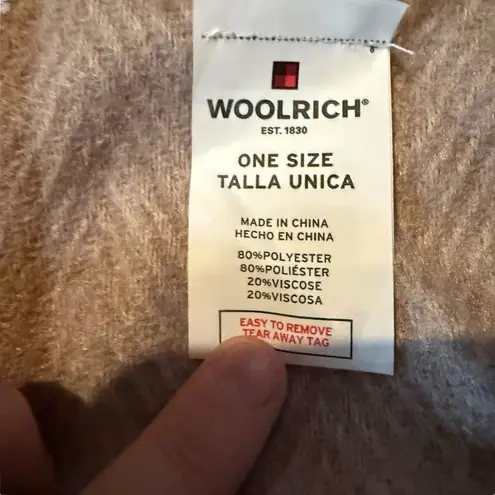 WOOLRICH®
EST. 1830
ONE SIZE
TALLA UNICA
MADE IN CHINA
HECHO EN CHINA
80%POLYESTER
80%POLIÉSTER
20%VISCOSE
20%VISCOSA
EASY TO REMOVE
TEAR AWAY TAG